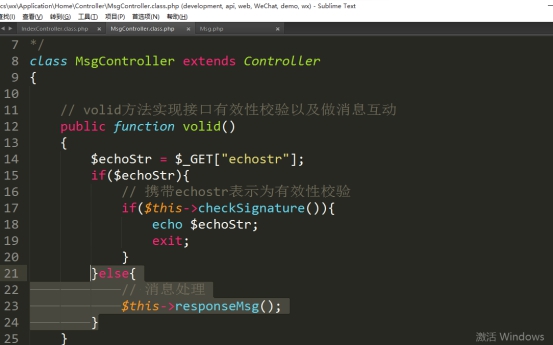 cs\wx\Application\Home\Controller\MsgController.class.php (development, api, web, WeChat, demo, wx) - Sublime Text
查找(I) 查看(V) 转到(G) 工具(T) 项目(P) 首选项(N) 帮助(H)
IndexController.class.php MsgController.class.php Msg.php
7 */
8 class MsgController extends Controller
9 {
10
11 // volid方法实现接口有效性校验以及做消息互动
12 public function volid()
13 {
14 $echoStr = $_GET["echostr"];
15 if($echoStr){
16 // 携带echostr表示为有效性校验
17 if($this->checkSignature()){
18 echo $echoStr;
19 exit;
20 }
21 }else{
22 // 消息处理
23 $this->responseMsg();
24 }
25 }
激活 Windows